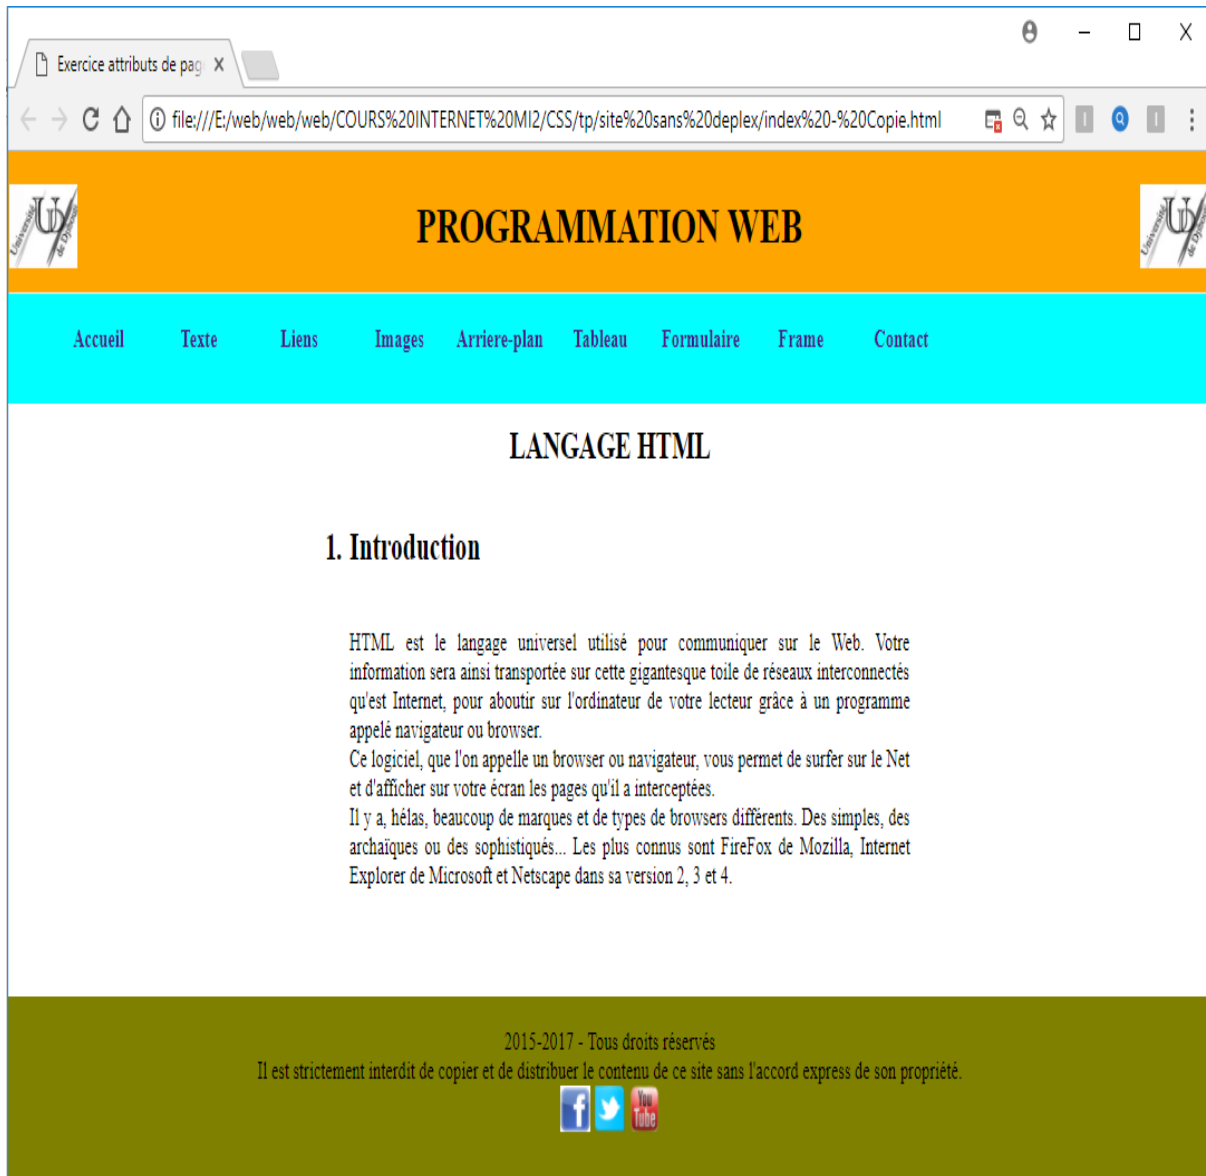 Exercice attributs de pag
file:///E:/web/web/web/COURS%20INTERNET%20MI2/CSS/tp/site%20sans%20deplex/index%20-%20Copie.html
Université UD de
PROGRAMMATION WEB
Université UD de
Accueil Texte Liens Images Arriere-plan Tableau Formulaire Frame Contact
LANGAGE HTML
1. Introduction
HTML est le langage universel utilisé pour communiquer sur le Web. Votre
information sera ainsi transportée sur cette gigantesque toile de réseaux interconnectés
qu'est Internet, pour aboutir sur l'ordinateur de votre lecteur grâce à un programme
appelé navigateur ou browser.
Ce logiciel, que l'on appelle un browser ou navigateur, vous permet de surfer sur le Net
et d'afficher sur votre écran les pages qu'il a interceptées.
Il y a, hélas, beaucoup de marques et de types de browsers différents. Des simples, des
archaïques ou des sophistiqués... Les plus connus sont FireFox de Mozilla, Internet
Explorer de Microsoft et Netscape dans sa version 2, 3 et 4.
2015-2017 - Tous droits réservés
Il est strictement interdit de copier et de distribuer le contenu de ce site sans l'accord express de son propriété.
f You Tube